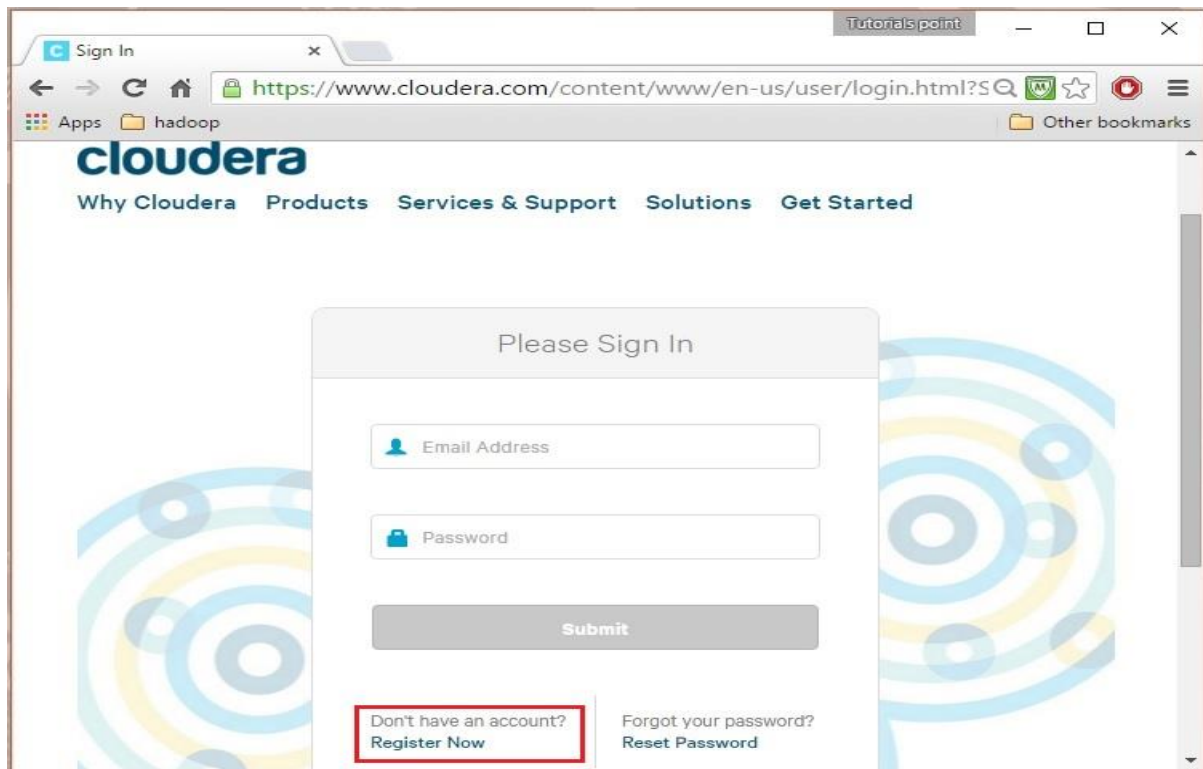 Tutorials point
C Sign In
https://www.cloudera.com/content/www/en-us/user/login.html?S
Apps hadoop Other bookmarks
cloudera
Why Cloudera Products Services & Support Solutions Get Started
Please Sign In
Email Address
Password
Submit
Don't have an account? Forgot your password?
Register Now Reset Password